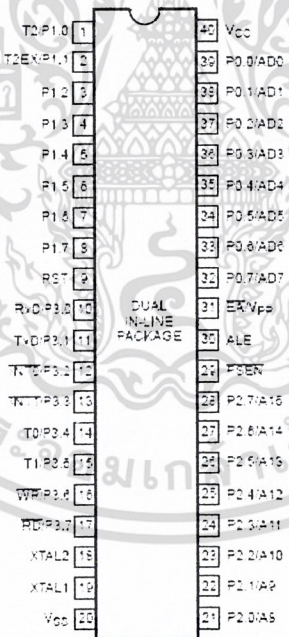 T2/P1.0 1 40 VCC
T2EX/P1.1 2 39 P0.0/AD0
P1.2 3 38 P0.1/AD1
P1.3 4 37 P0.2/AD2
P1.4 5 36 P0.3/AD3
P1.5 6 35 P0.4/AD4
P1.6 7 34 P0.5/AD5
P1.7 8 33 P0.6/AD6
RST 9 32 P0.7/AD7
RxD/P3.0 10 31 EA/VPP
TxD/P3.1 11 30 ALE
INT0/P3.2 12 29 PSEN
INT1/P3.3 13 28 P2.7/A15
T0/P3.4 14 27 P2.6/A14
T1/P3.5 15 26 P2.5/A13
WR/P3.6 16 25 P2.4/A12
RD/P3.7 17 24 P2.3/A11
XTAL2 18 23 P2.2/A10
XTAL1 19 22 P2.1/A9
VSS 20 21 P2.0/A8
DUAL
IN-LINE
PACKAGE